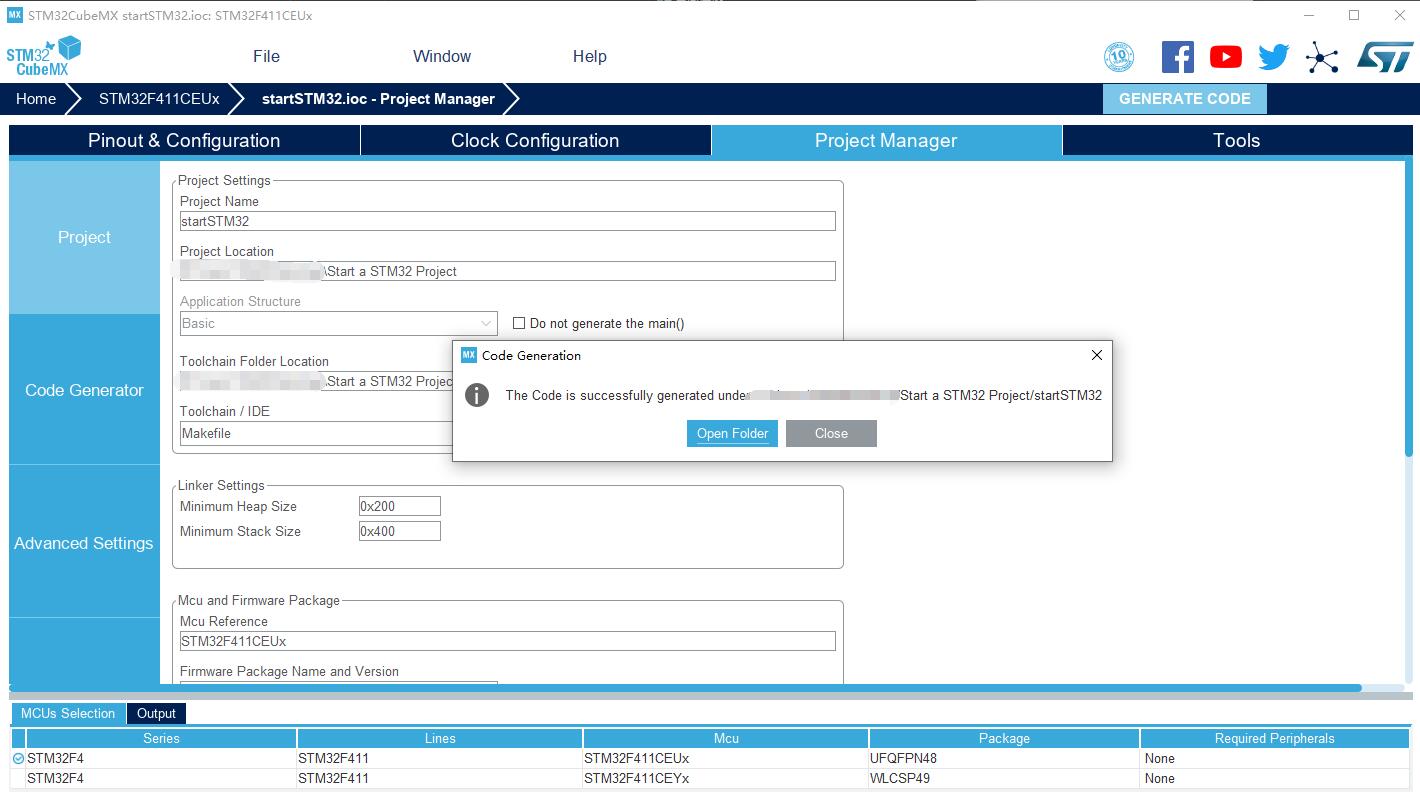 MX STM32CubeMX startSTM32.ioc: STM32F411CEUx
STM32
CubeMX
File Window Help
10
Home STM32F411CEUx startSTM32.ioc - Project Manager GENERATE CODE
Pinout & Configuration Clock Configuration Project Manager Tools
Project
Code Generator
Advanced Settings
Project Settings
Project Name
startSTM32
Project Location
\Start a STM32 Project
Application Structure
Basic Do not generate the main()
Toolchain Folder Location
\Start a STM32 Projec
Toolchain / IDE
Makefile
MX Code Generation
The Code is successfully generated under /Start a STM32 Project/startSTM32
Open Folder Close
Linker Settings
Minimum Heap Size 0x200
Minimum Stack Size 0x400
Mcu and Firmware Package
Mcu Reference
STM32F411CEUx
Firmware Package Name and Version
MCUs Selection Output
Series Lines Mcu Package Required Peripherals
STM32F4 STM32F411 STM32F411CEUx UFQFPN48 None
STM32F4 STM32F411 STM32F411CEYx WLCSP49 None